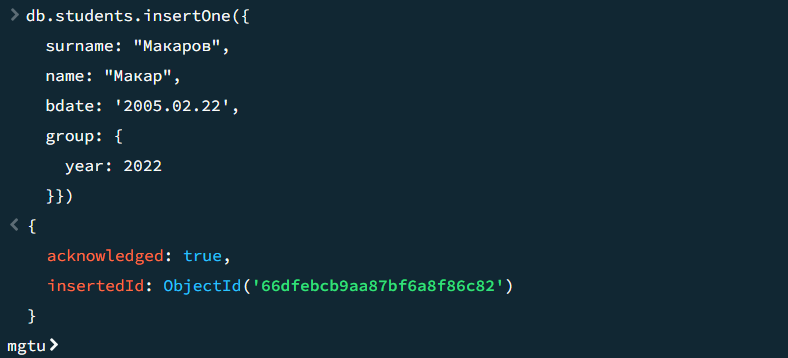 > db.students.insertOne({
surname: "Макаров",
name: "Макар",
bdate: '2005.02.22',
group: {
year: 2022
}})
< {
acknowledged: true,
insertedId: ObjectId('66dfebcb9aa87bf6a8f86c82')
}
mgtu>